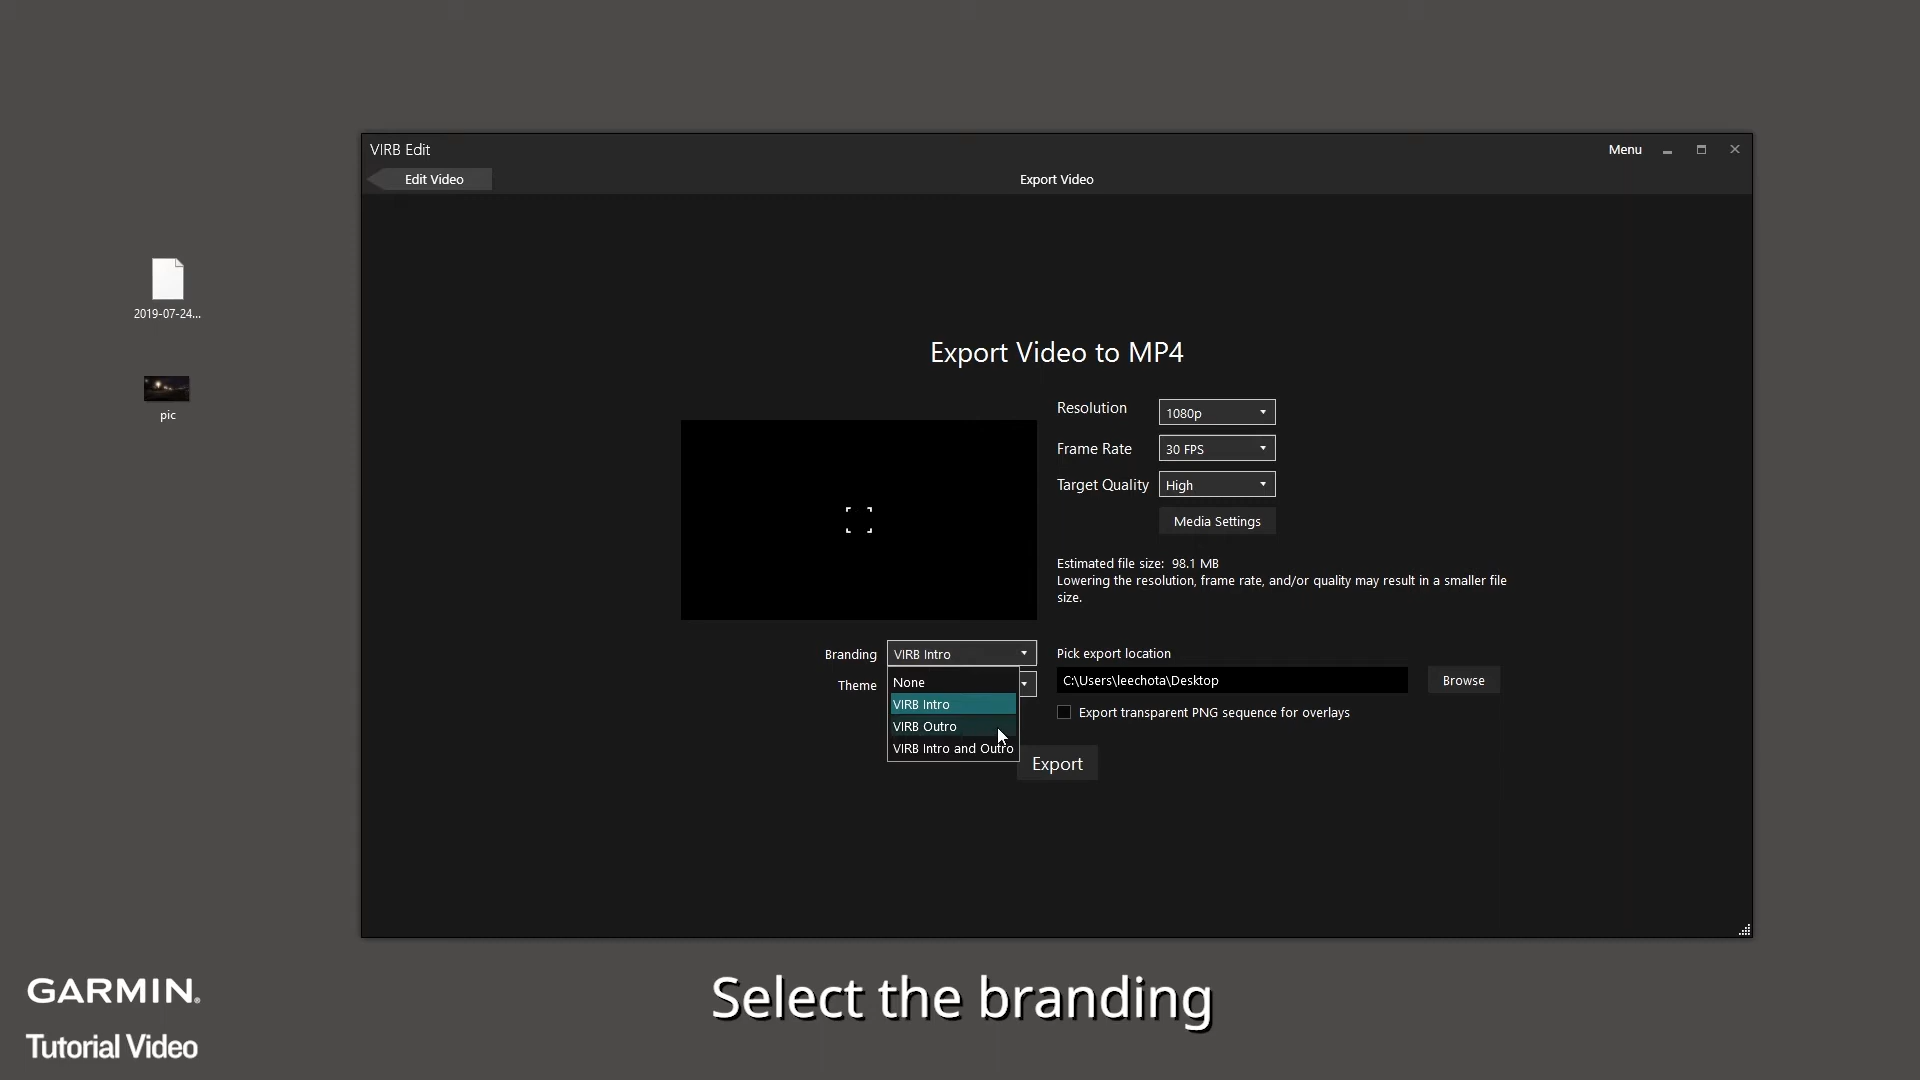 VIRB Edit
Menu
Edit Video
Export Video
2019-07-24...
pic
Export Video to MP4
Resolution
1080p
Frame Rate
30 FPS
Target Quality
High
Media Settings
Estimated file size: 98.1 MB
Lowering the resolution, frame rate, and/or quality may result in a smaller file
size.
Branding
VIRB Intro
Theme
None
VIRB Intro
VIRB Outro
VIRB Intro and Outro
Pick export location
C:\Users\leechota\Desktop
Browse
Export transparent PNG sequence for overlays
Export
GARMIN.
Tutorial Video
Select the branding